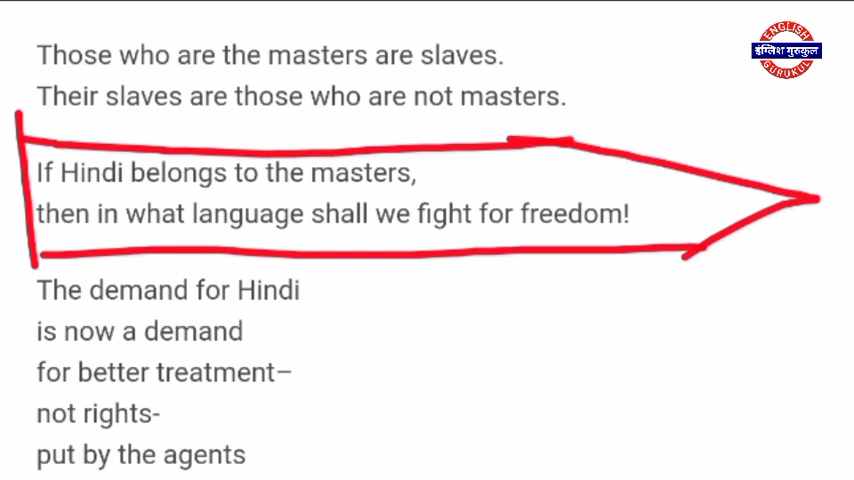 ENGLISH
इंग्लिश गुरुकुल
GURUKUL
Those who are the masters are slaves.
Their slaves are those who are not masters.
If Hindi belongs to the masters,
then in what language shall we fight for freedom!
The demand for Hindi
is now a demand
for better treatment–
not rights-
put by the agents